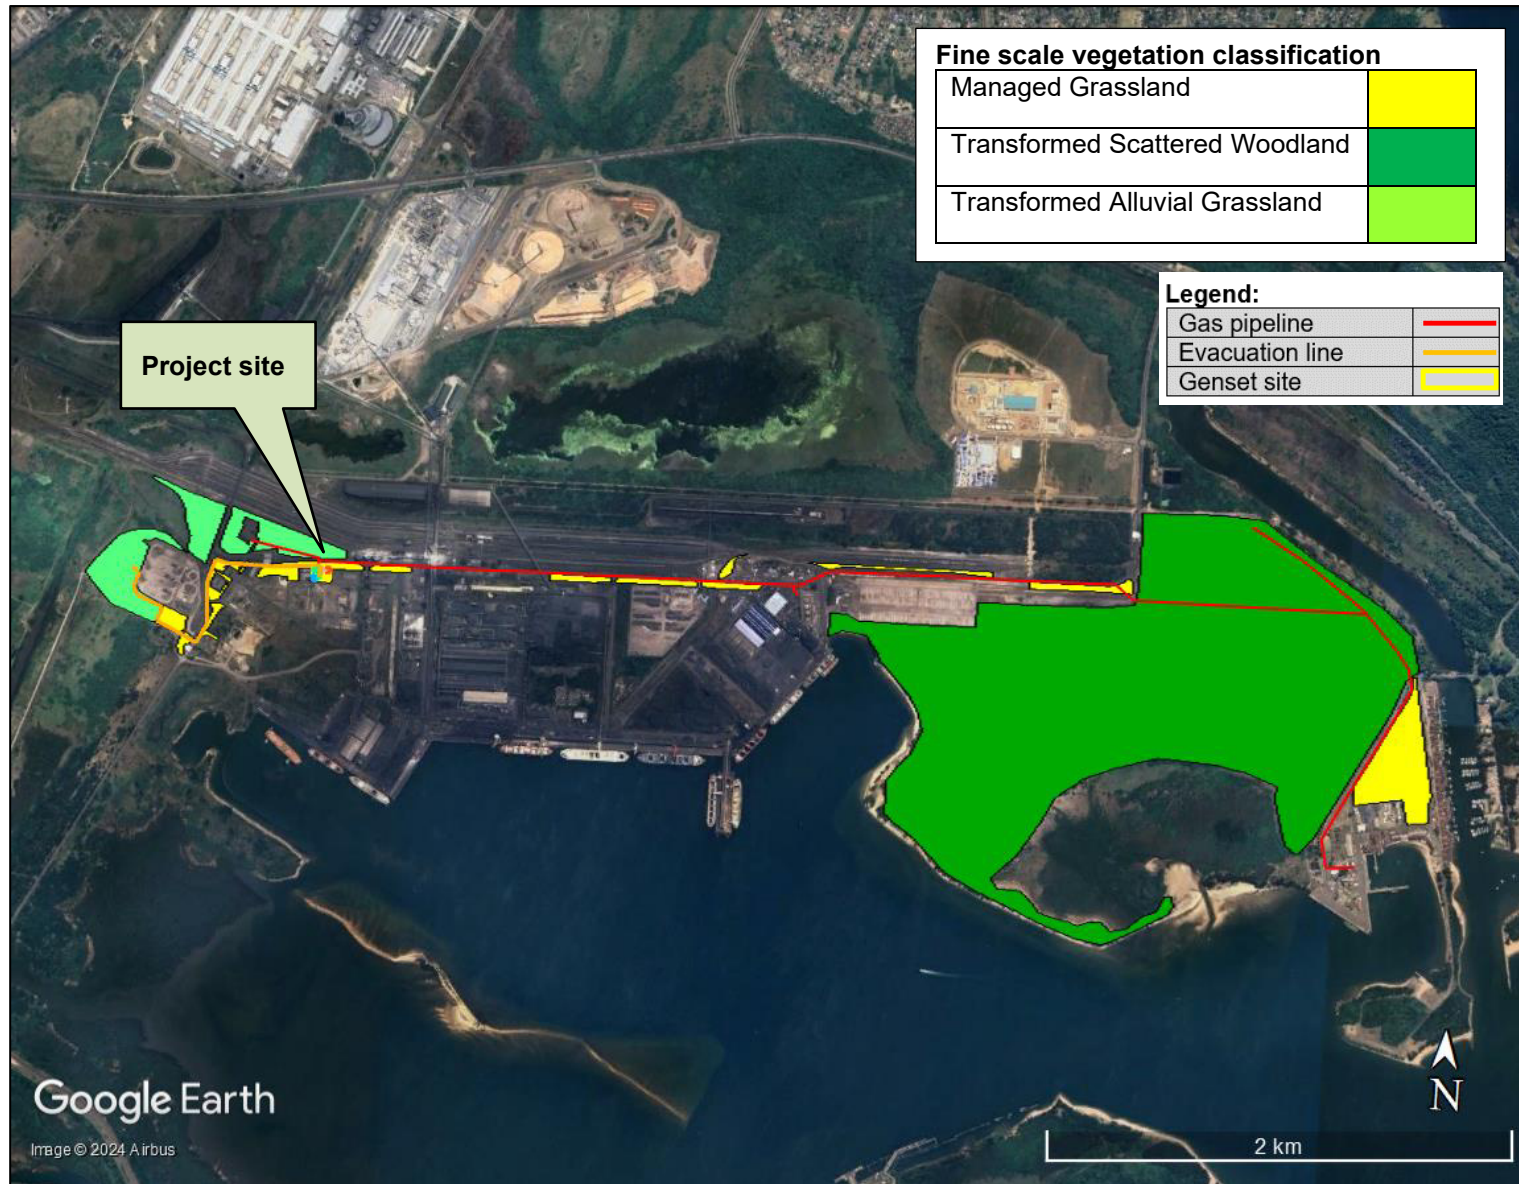 Fine scale vegetation classification
Managed Grassland
Transformed Scattered Woodland
Transformed Alluvial Grassland
Legend:
Gas pipeline
Evacuation line
Genset site
Project site
Google Earth
Image © 2024 Airbus
N
2 km